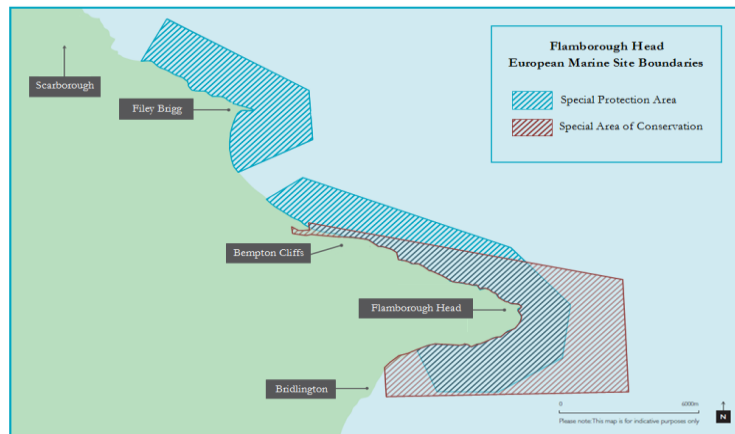 Flamborough Head
European Marine Site Boundaries
Special Protection Area
Special Area of Conservation
Scarborough
Filey Brigg
Bempton Cliffs
Flamborough Head
Bridlington
0 6000m
Please note: This map is for indicative purposes only
N